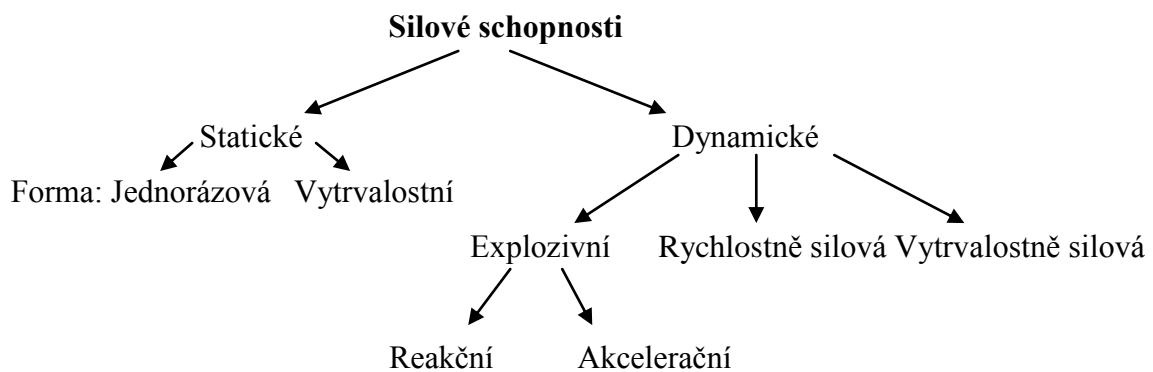 Silové schopnosti
Statické Dynamické
Forma: Jednorázová Vytrvalostní
Explozivní Rychlostně silová Vytrvalostně silová
Reakční Akcelerační